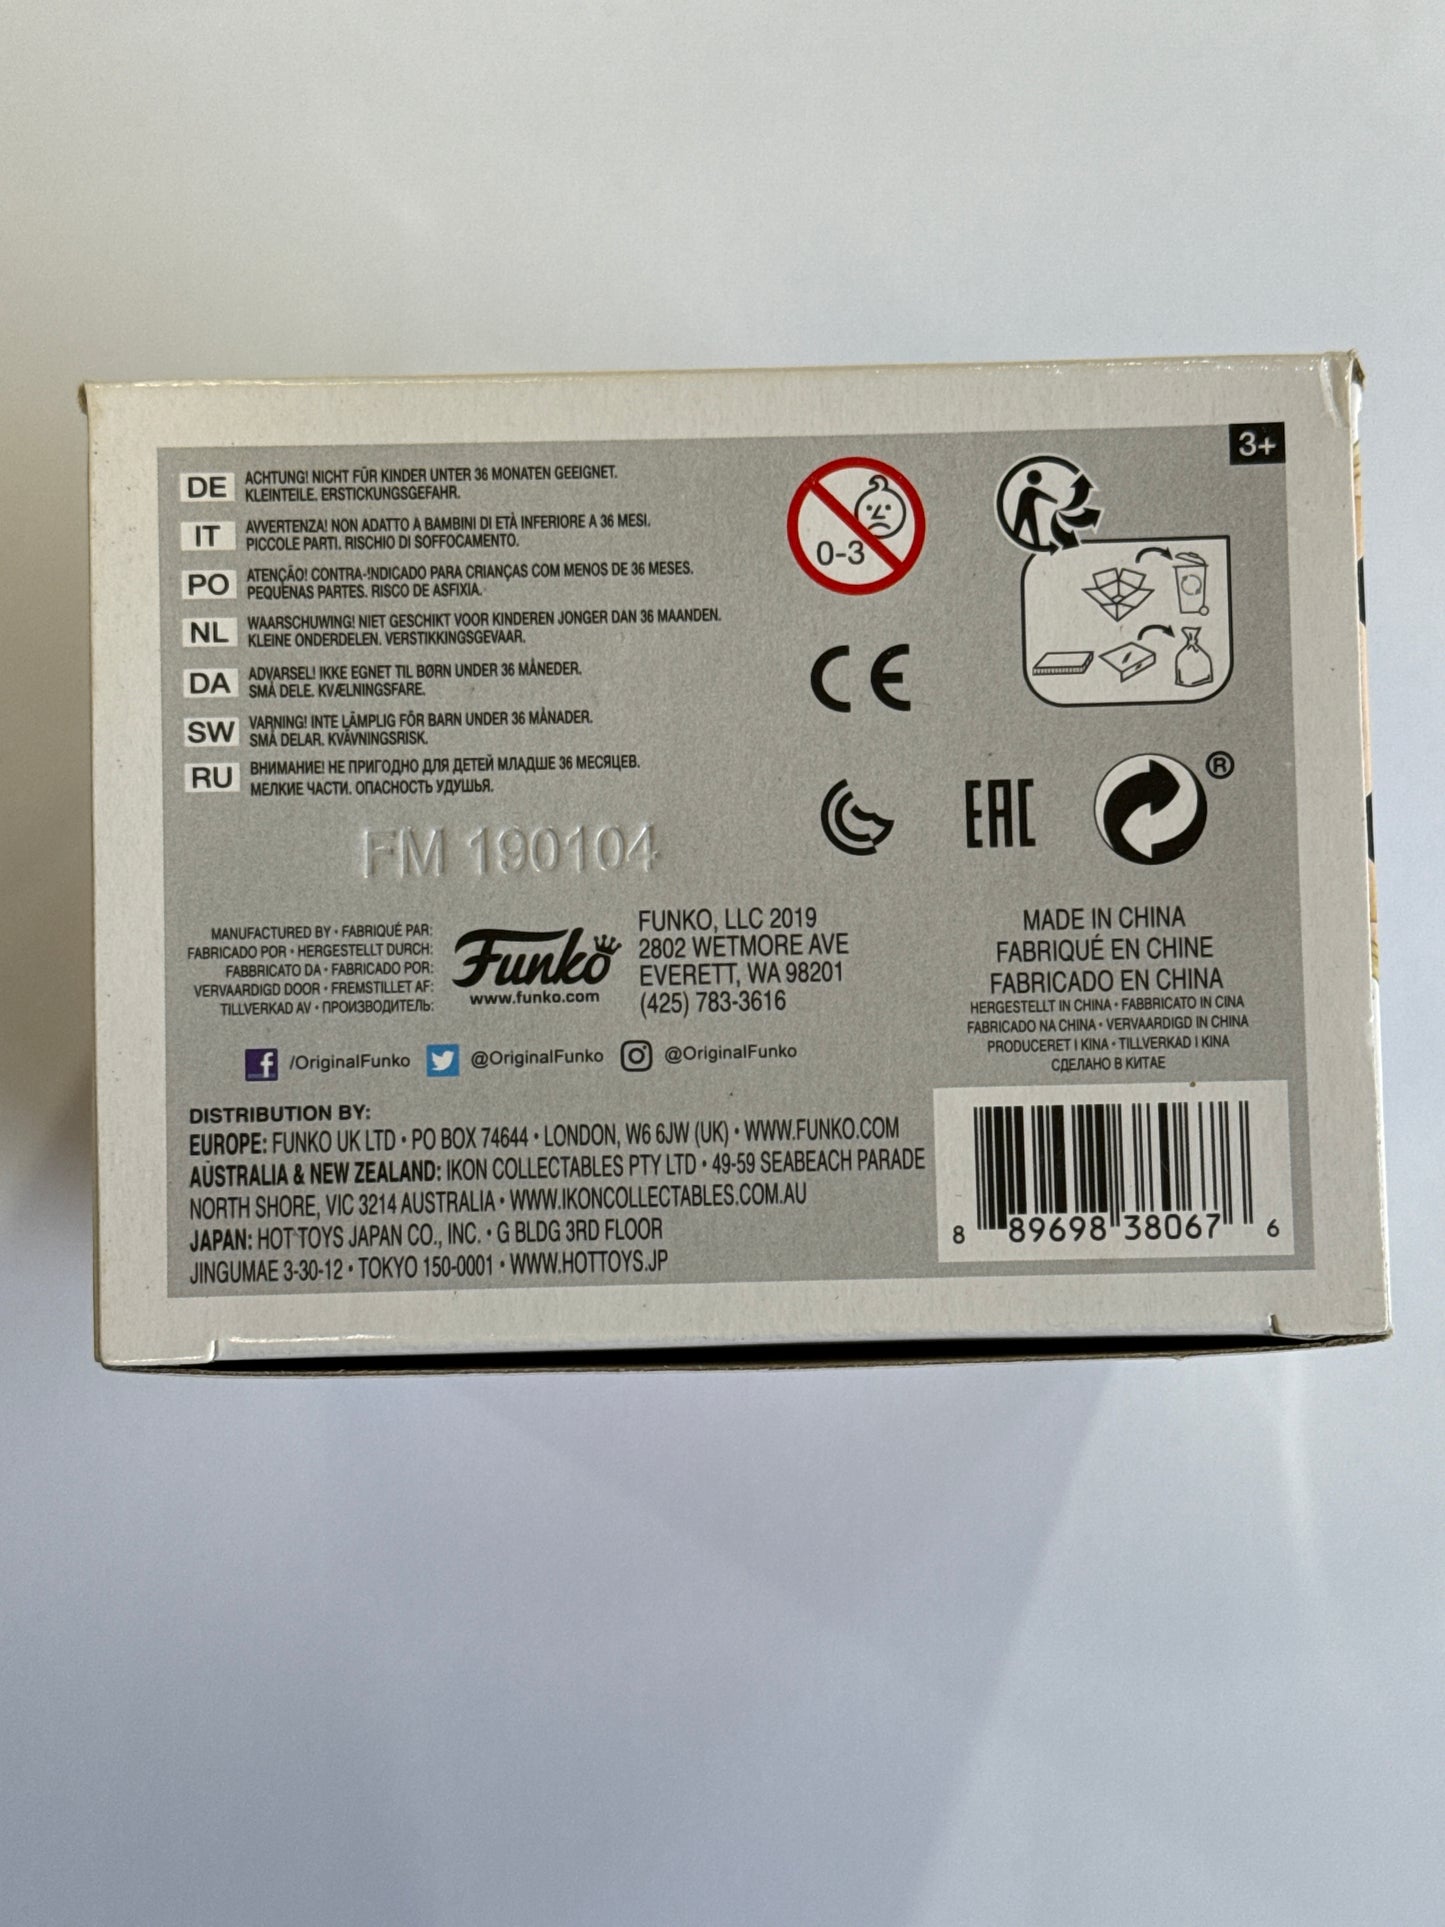 3+
DE ACHTUNG! NICHT FÜR KINDER UNTER 36 MONATEN GEEIGNET.
KLEINTEILE. ERSTICKUNGSGEFAHR.
IT AVVERTENZA! NON ADATTO A BAMBINI DI ETÀ INFERIORE A 36 MESI.
PICCOLE PARTI. RISCHIO DI SOFFOCAMENTO.
PO ATENÇÃO! CONTRA-INDICADO PARA CRIANÇAS COM MENOS DE 36 MESES.
PEQUENAS PARTES. RISCO DE ASFIXIA.
NL WAARSCHUWING! NIET GESCHIKT VOOR KINDEREN JONGER DAN 36 MAANDEN.
KLEINE ONDERDELEN. VERSTIKKINGSGEVAAR.
DA ADVARSEL! IKKE EGNET TIL BØRN UNDER 36 MÅNEDER.
SMÅ DELE. KVÆLNINGSFARE.
SW VARNING! INTE LÄMPLIG FÖR BARN UNDER 36 MÅNADER.
SMÅ DELAR. KVÄVNINGSRISK.
RU ВНИМАНИЕ! НЕ ПРИГОДНО ДЛЯ ДЕТЕЙ МЛАДШЕ 36 МЕСЯЦЕВ.
МЕЛКИЕ ЧАСТИ. ОПАСНОСТЬ УДУШЬЯ.
0-3
CE
EAC
®
FM 190104
MANUFACTURED BY • FABRIQUÉ PAR:
FABRICADO POR • HERGESTELLT DURCH:
FABBRICATO DA • FABRICADO POR:
VERVAARDIGD DOOR • FREMSTILLET AF:
TILLVERKAD AV • ПРОИЗВОДИТЕЛЬ:
Funko
www.funko.com
FUNKO, LLC 2019
2802 WETMORE AVE
EVERETT, WA 98201
(425) 783-3616
MADE IN CHINA
FABRIQUÉ EN CHINE
FABRICADO EN CHINA
HERGESTELLT IN CHINA • FABBRICATO IN CINA
FABRICADO NA CHINA • VERVAARDIGD IN CHINA
PRODUCERET I KINA • TILLVERKAD I KINA
СДЕЛАНО В КИТАЕ
f /OriginalFunko @OriginalFunko @OriginalFunko
DISTRIBUTION BY:
EUROPE: FUNKO UK LTD • PO BOX 74644 • LONDON, W6 6JW (UK) • WWW.FUNKO.COM
AUSTRALIA & NEW ZEALAND: IKON COLLECTABLES PTY LTD • 49-59 SEABEACH PARADE
NORTH SHORE, VIC 3214 AUSTRALIA • WWW.IKONCOLLECTABLES.COM.AU
JAPAN: HOT TOYS JAPAN CO., INC. • G BLDG 3RD FLOOR
JINGUMAE 3-30-12 • TOKYO 150-0001 • WWW.HOTTOYS.JP
8 89698 38067 6